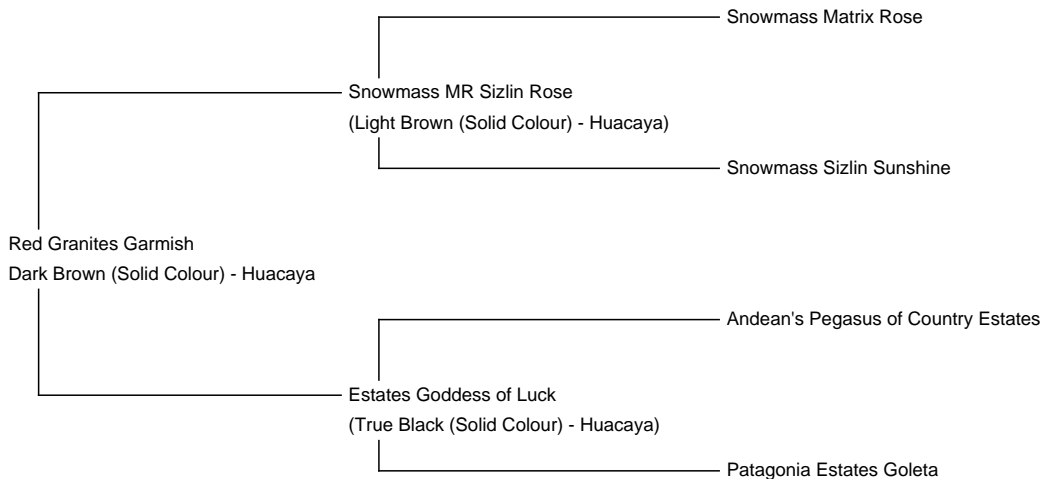 Snowmass Matrix Rose
Snowmass MR Sizlin Rose
(Light Brown (Solid Colour) - Huacaya)
Snowmass Sizlin Sunshine
Red Granites Garmish
Dark Brown (Solid Colour) - Huacaya
Andean's Pegasus of Country Estates
Estates Goddess of Luck
(True Black (Solid Colour) - Huacaya)
Patagonia Estates Goleta